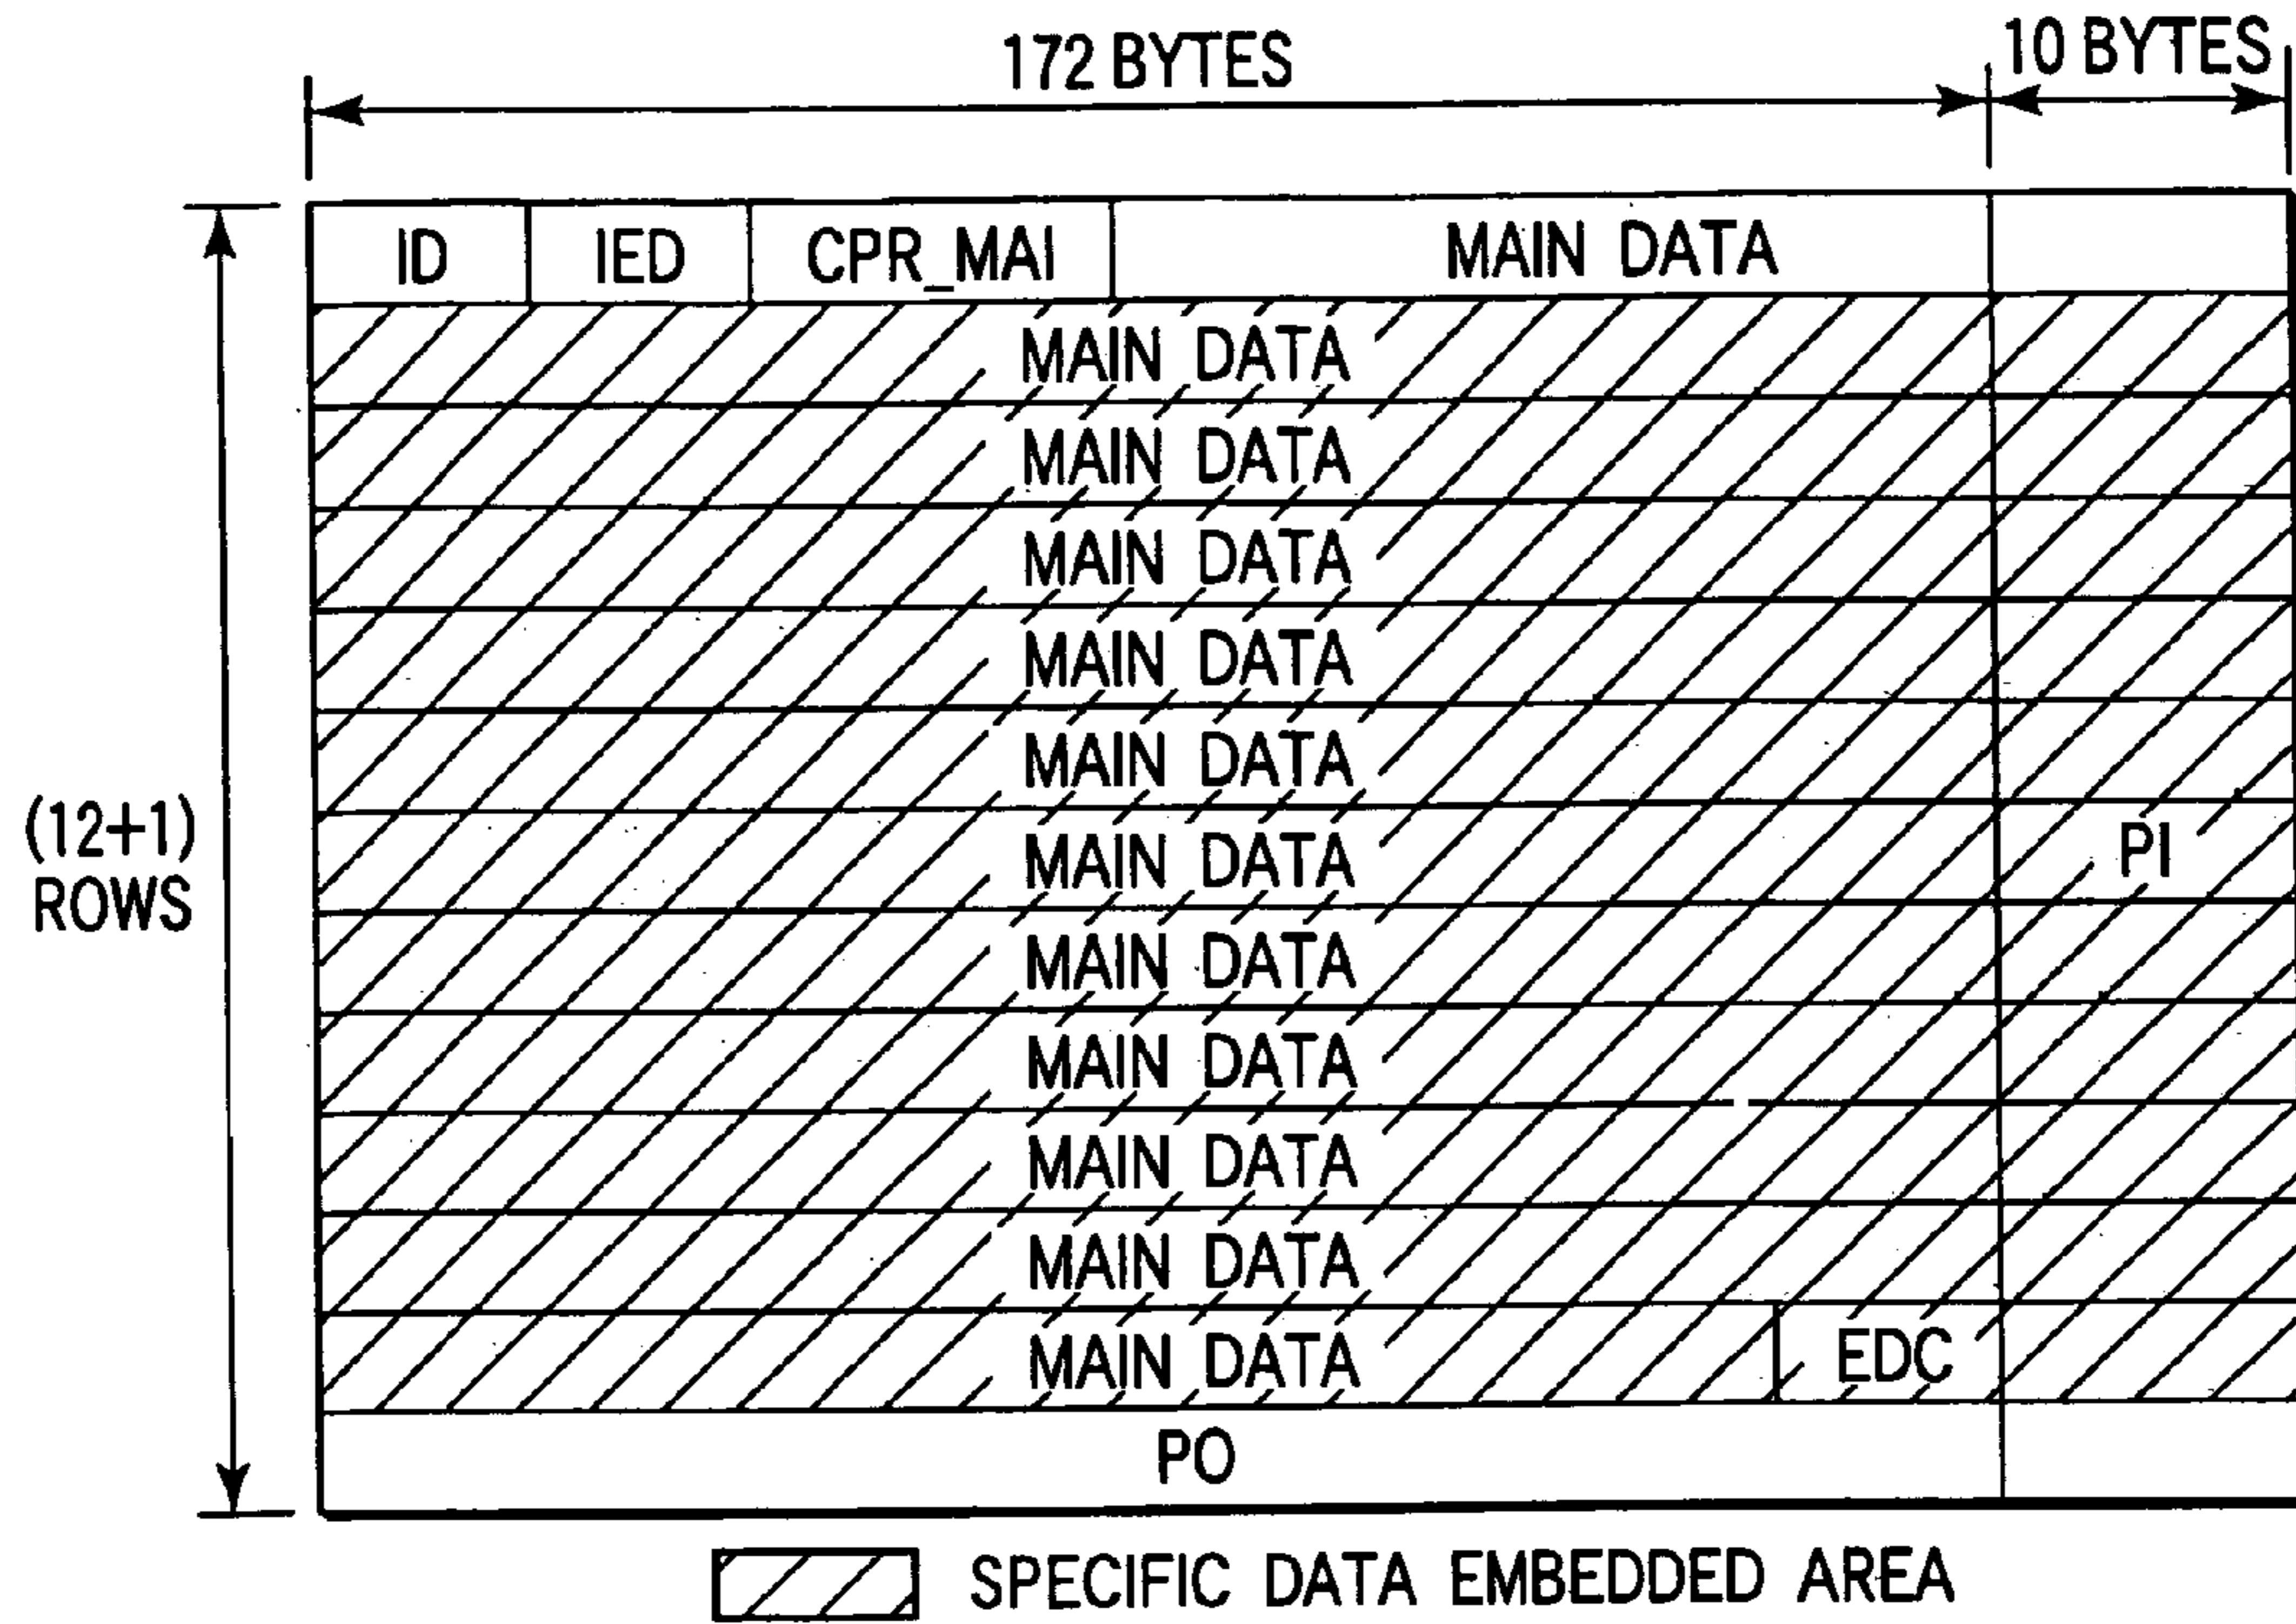 172 BYTES 10 BYTES
ID IED CPR_MAI MAIN DATA
MAIN DATA
MAIN DATA
MAIN DATA
MAIN DATA
MAIN DATA
(12+1)
ROWS
MAIN DATA PI
MAIN DATA
MAIN DATA
MAIN DATA
MAIN DATA
MAIN DATA EDC
PO
SPECIFIC DATA EMBEDDED AREA